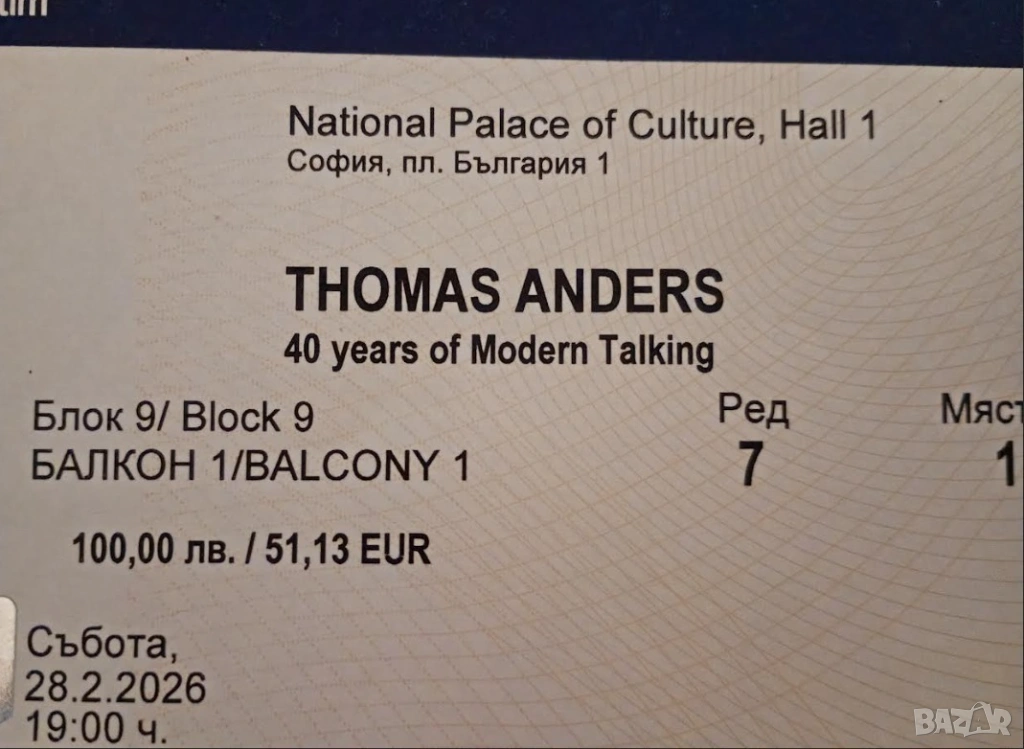 National Palace of Culture, Hall 1
София, пл. България 1
THOMAS ANDERS
40 years of Modern Talking
Блок 9/ Block 9
Ред
БАЛКОН 1/BALCONY 1
7
100,00 лв. / 51,13 EUR
Събота,
28.2.2026
19:00 ч.
BAZAR